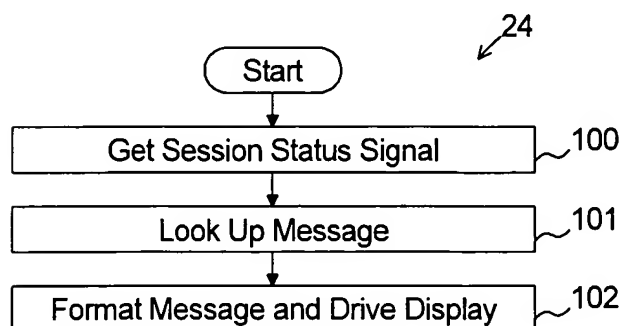 24
Start
Get Session Status Signal
100
Look Up Message
101
Format Message and Drive Display
102